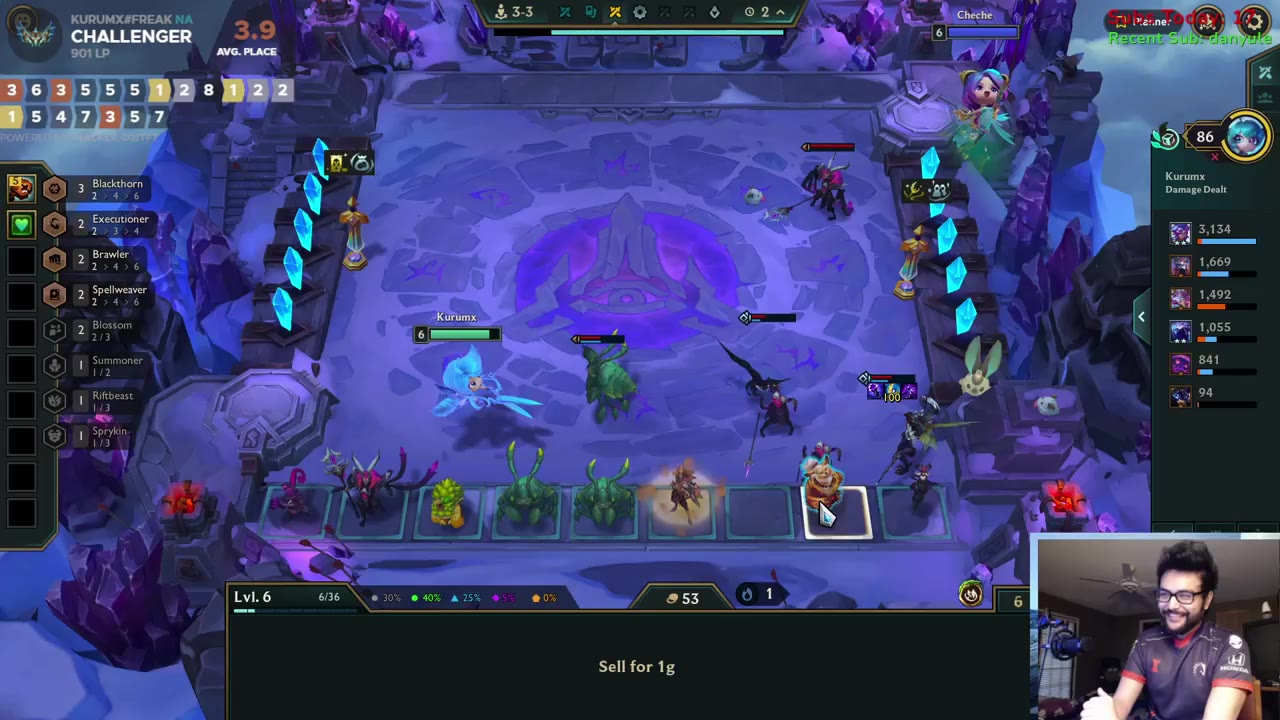 KURUMX#FREAK NA
CHALLENGER
901 LP
3.9
AVG. PLACE
3 6 3 5 5 5 1 2 8 1 2 2
1 5 4 7 3 5 7
3-3
2
Cheche
6
Subs Today: 17
Recent Sub: danyule
3 Blackthorn
2 > 4 > 6
2 Executioner
2 > 3 > 4
2 Brawler
2 > 4 > 6
2 Spellweaver
2 > 4 > 6
2 Blossom
2 / 3
1 Summoner
1 / 2
1 Riftbeast
1 / 3
1 Sprykin
1 / 3
86
Kurumx
Damage Dealt
3,134
1,669
1,492
1,055
841
94
Kurumx
6
100
Lvl. 6
6/36
30%
40%
25%
5%
0%
53
1
6
Sell for 1g
HONDA